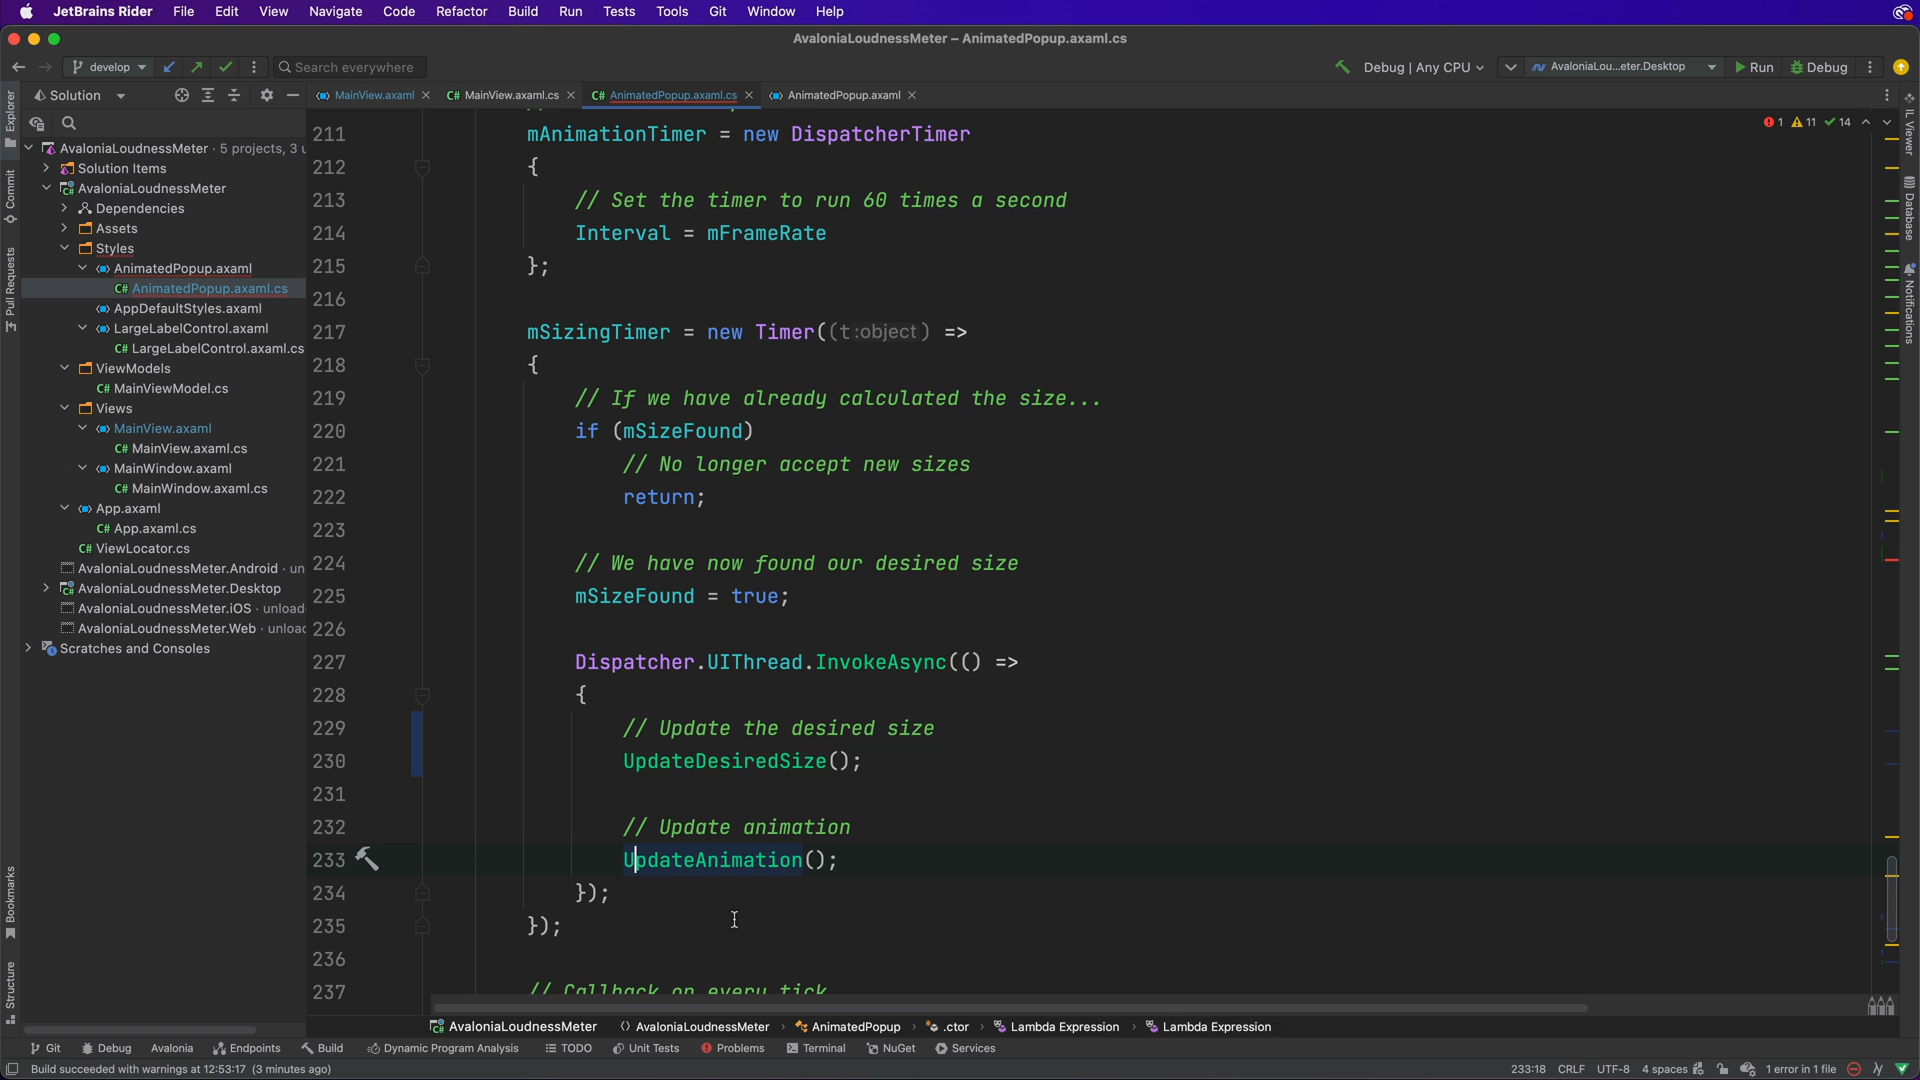 JetBrains Rider File Edit View Navigate Code Refactor Build Run Tests Tools Git Window Help
AvaloniaLoudnessMeter – AnimatedPopup.axaml.cs
develop Search everywhere Debug | Any CPU AvaloniaLou...eter.Desktop Run Debug
Solution MainView.axaml C# MainView.axaml.cs C# AnimatedPopup.axaml.cs AnimatedPopup.axaml
Explorer
Commit
Pull Requests
Bookmarks
Structure
AvaloniaLoudnessMeter · 5 projects, 3 u
Solution Items
C# AvaloniaLoudnessMeter
Dependencies
Assets
Styles
AnimatedPopup.axaml
C# AnimatedPopup.axaml.cs
AppDefaultStyles.axaml
LargeLabelControl.axaml
C# LargeLabelControl.axaml.cs
ViewModels
C# MainViewModel.cs
Views
MainView.axaml
C# MainView.axaml.cs
MainWindow.axaml
C# MainWindow.axaml.cs
App.axaml
C# App.axaml.cs
C# ViewLocator.cs
AvaloniaLoudnessMeter.Android · un
C# AvaloniaLoudnessMeter.Desktop
AvaloniaLoudnessMeter.iOS · unload
AvaloniaLoudnessMeter.Web · unloa
Scratches and Consoles
1 11 14
211 mAnimationTimer = new DispatcherTimer
212 {
213 // Set the timer to run 60 times a second
214 Interval = mFrameRate
215 };
216
217 mSizingTimer = new Timer((t :object) =>
218 {
219 // If we have already calculated the size...
220 if (mSizeFound)
221 // No longer accept new sizes
222 return;
223
224 // We have now found our desired size
225 mSizeFound = true;
226
227 Dispatcher.UIThread.InvokeAsync(() =>
228 {
229 // Update the desired size
230 UpdateDesiredSize();
231
232 // Update animation
233 UpdateAnimation();
234 });
235 });
236
237 // Callback on every tick
IL Viewer
Database
Notifications
C# AvaloniaLoudnessMeter AvaloniaLoudnessMeter › AnimatedPopup › .ctor › Lambda Expression › Lambda Expression
Git Debug Avalonia Endpoints Build Dynamic Program Analysis TODO Unit Tests Problems Terminal NuGet Services
Build succeeded with warnings at 12:53:17 (3 minutes ago) 233:18 CRLF UTF-8 4 spaces 1 error in 1 file